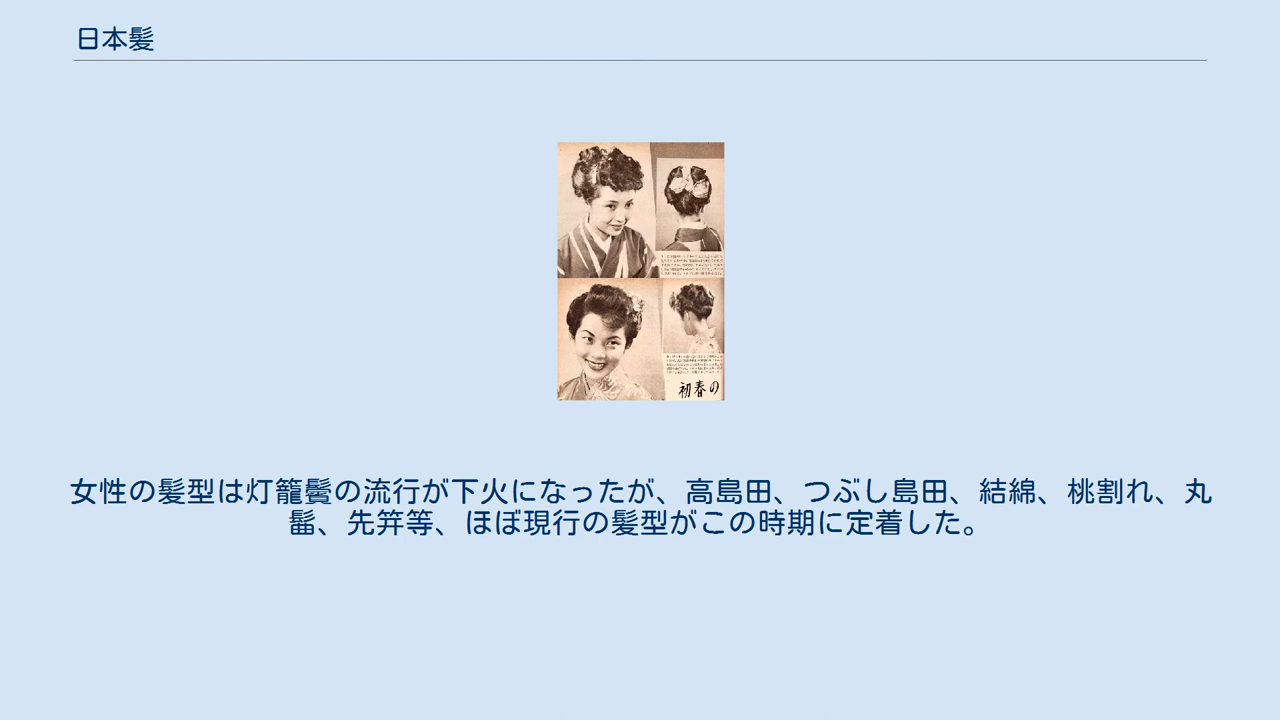 日本髪
初春の
女性の髪型は灯籠鬢の流行が下火になったが、高島田、つぶし島田、結綿、桃割れ、丸
髷、先笄等、ほぼ現行の髪型がこの時期に定着した。